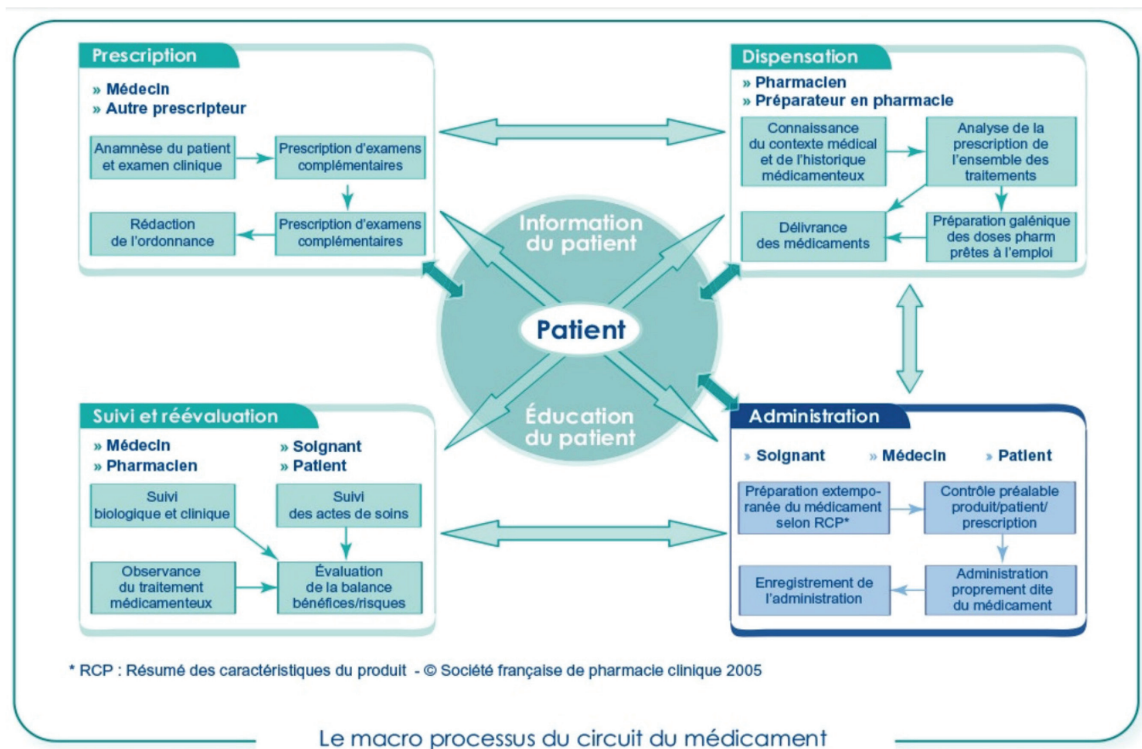 Prescription
» Médecin
» Autre prescripteur
Anamnèse du patient
et examen clinique
Prescription d'examens
complémentaires
Rédaction
de l'ordonnance
Prescription d'examens
complémentaires
Dispensation
» Pharmacien
» Préparateur en pharmacie
Connaissance
du contexte médical
et de l'historique
médicamenteux
Analyse de la
prescription de
l'ensemble des
traitements
Délivrance
des médicaments
Préparation galénique
des doses pharm
prêtes à l'emploi
Information
du patient
Patient
Éducation
du patient
Suivi et réévaluation
» Médecin
» Pharmacien
» Soignant
» Patient
Suivi
biologique et clinique
Suivi
des actes de soins
Observance
du traitement
médicamenteux
Évaluation
de la balance
bénéfices/risques
Administration
» Soignant
» Médecin
» Patient
Préparation extempo-
ranée du médicament
selon RCP*
Contrôle préalable
produit/patient/
prescription
Enregistrement de
l'administration
Administration
proprement dite
du médicament
* RCP : Résumé des caractéristiques du produit - © Société française de pharmacie clinique 2005
Le macro processus du circuit du médicament